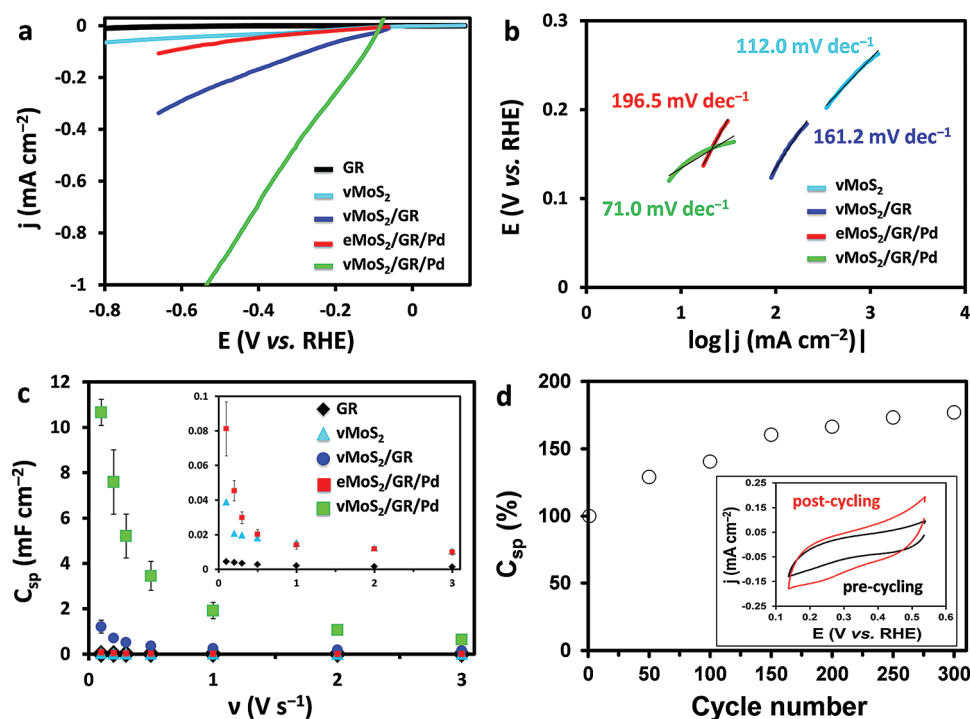 a
j (mA cm⁻²)
0
-0.2
-0.4
-0.6
-0.8
-1
-0.8
-0.6
-0.4
-0.2
0
E (V vs. RHE)
GR
vMoS₂
vMoS₂/GR
eMoS₂/GR/Pd
vMoS₂/GR/Pd
b
E (V vs. RHE)
0.3
0.2
0.1
0
0
1
2
3
4
log|j (mA cm⁻²)|
112.0 mV dec⁻¹
196.5 mV dec⁻¹
161.2 mV dec⁻¹
71.0 mV dec⁻¹
vMoS₂
vMoS₂/GR
eMoS₂/GR/Pd
vMoS₂/GR/Pd
c
Cₛₚ (mF cm⁻²)
12
10
8
6
4
2
0
0
1
2
3
ν (V s⁻¹)
0.1
0.08
0.06
0.04
0.02
0
0
1
2
3
GR
vMoS₂
vMoS₂/GR
eMoS₂/GR/Pd
vMoS₂/GR/Pd
d
Cₛₚ (%)
200
150
100
50
0
0
50
100
150
200
250
300
Cycle number
post-cycling
pre-cycling
j (mA cm⁻²)
0.25
0.15
0.05
-0.05
-0.15
-0.25
0.1
0.2
0.3
0.4
0.5
0.6
E (V vs. RHE)